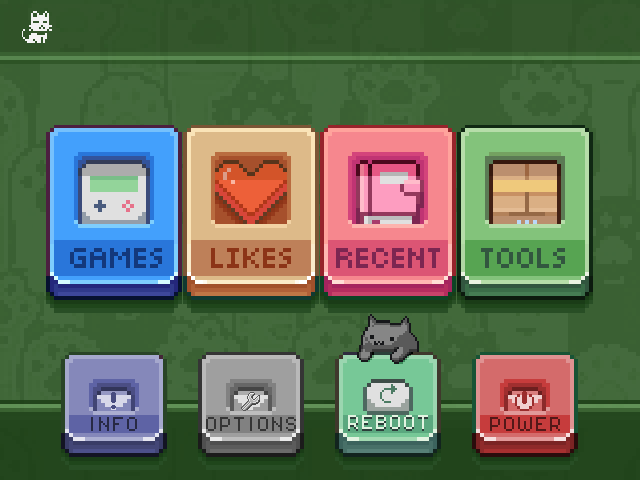 GAMES
LIKES
RECENT
TOOLS
INFO
OPTIONS
REBOOT
POWER